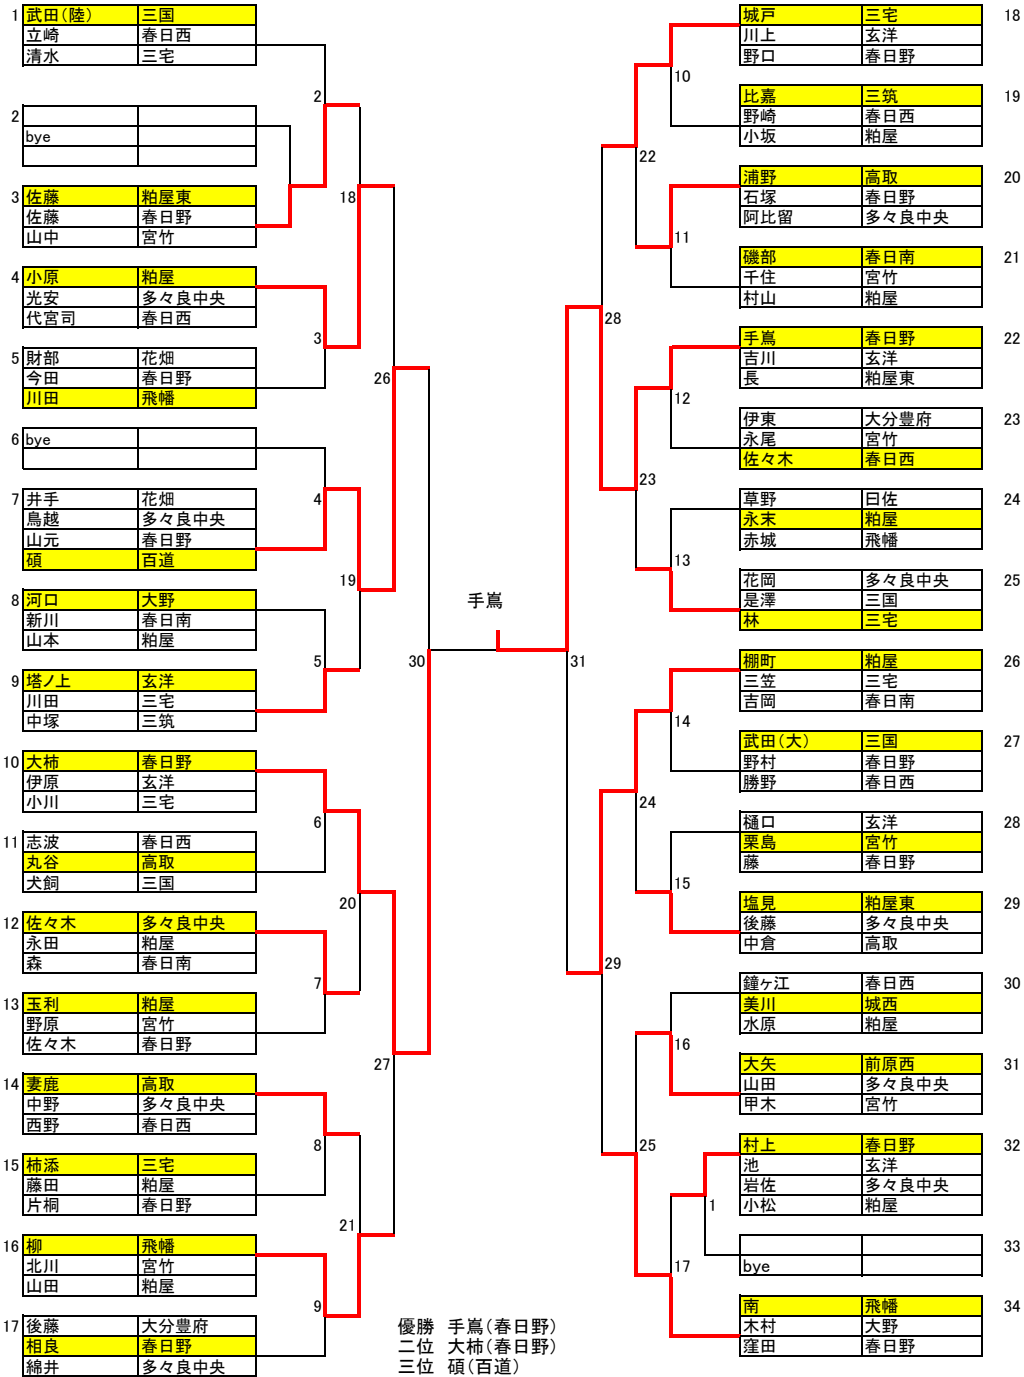 1 武田(陸) 三国
立崎 春日西
清水 三宅
2
bye
3 佐藤 粕屋東
佐藤 春日野
山中 宮竹
4 小原 粕屋
光安 多々良中央
代宮司 春日西
5 財部 花畑
今田 春日野
川田 飛幡
6 bye
7 井手 花畑
鳥越 多々良中央
山元 春日野
碩 百道
8 河口 大野
新川 春日南
山本 粕屋
9 塔ノ上 玄洋
川田 三宅
中塚 三筑
10 大柿 春日野
伊原 玄洋
小川 三宅
11 志波 春日西
丸谷 高取
犬飼 三国
12 佐々木 多々良中央
永田 粕屋
森 春日南
13 玉利 粕屋
野原 宮竹
佐々木 春日野
14 妻鹿 高取
中野 多々良中央
西野 春日西
15 柿添 三宅
藤田 粕屋
片桐 春日野
16 柳 飛幡
北川 宮竹
山田 粕屋
17 後藤 大分豊府
相良 春日野
綿井 多々良中央
2
3
4
5
6
7
8
9
18
19
20
21
26
27
30
手嶌
31
28
29
22
23
24
25
10
11
12
13
14
15
16
17
1
城戸 三宅 18
川上 玄洋
野口 春日野
比嘉 三筑 19
野崎 春日西
小坂 粕屋
浦野 高取 20
石塚 春日野
阿比留 多々良中央
磯部 春日南 21
千住 宮竹
村山 粕屋
手嶌 春日野 22
吉川 玄洋
長 粕屋東
伊東 大分豊府 23
永尾 宮竹
佐々木 春日西
草野 曰佐 24
永末 粕屋
赤城 飛幡
花岡 多々良中央 25
是澤 三国
林 三宅
棚町 粕屋 26
三笠 三宅
吉岡 春日南
武田(大) 三国 27
野村 春日野
勝野 春日西
樋口 玄洋 28
栗島 宮竹
藤 春日野
塩見 粕屋東 29
後藤 多々良中央
中倉 高取
鐘ヶ江 春日西 30
美川 城西
水原 粕屋
大矢 前原西 31
山田 多々良中央
甲木 宮竹
村上 春日野 32
池 玄洋
岩佐 多々良中央
小松 粕屋
33
bye
南 飛幡 34
木村 大野
窪田 春日野
優勝 手嶌(春日野)
二位 大柿(春日野)
三位 碩(百道)